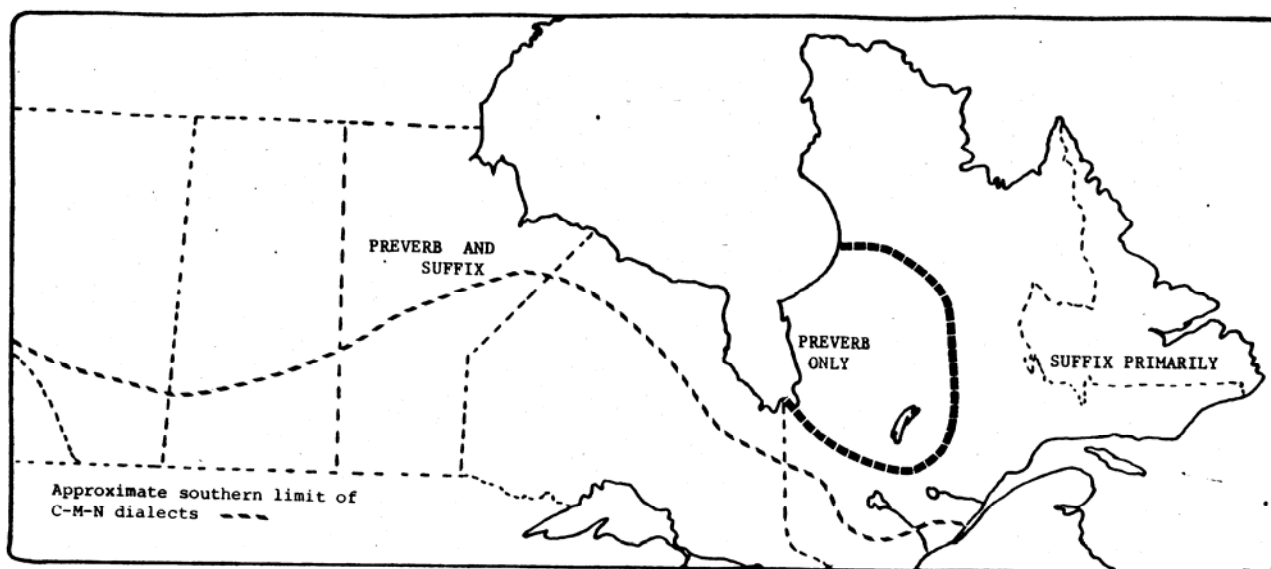 PREVERB AND
SUFFIX
PREVERB
ONLY
SUFFIX PRIMARILY
Approximate southern limit of
C-M-N dialects